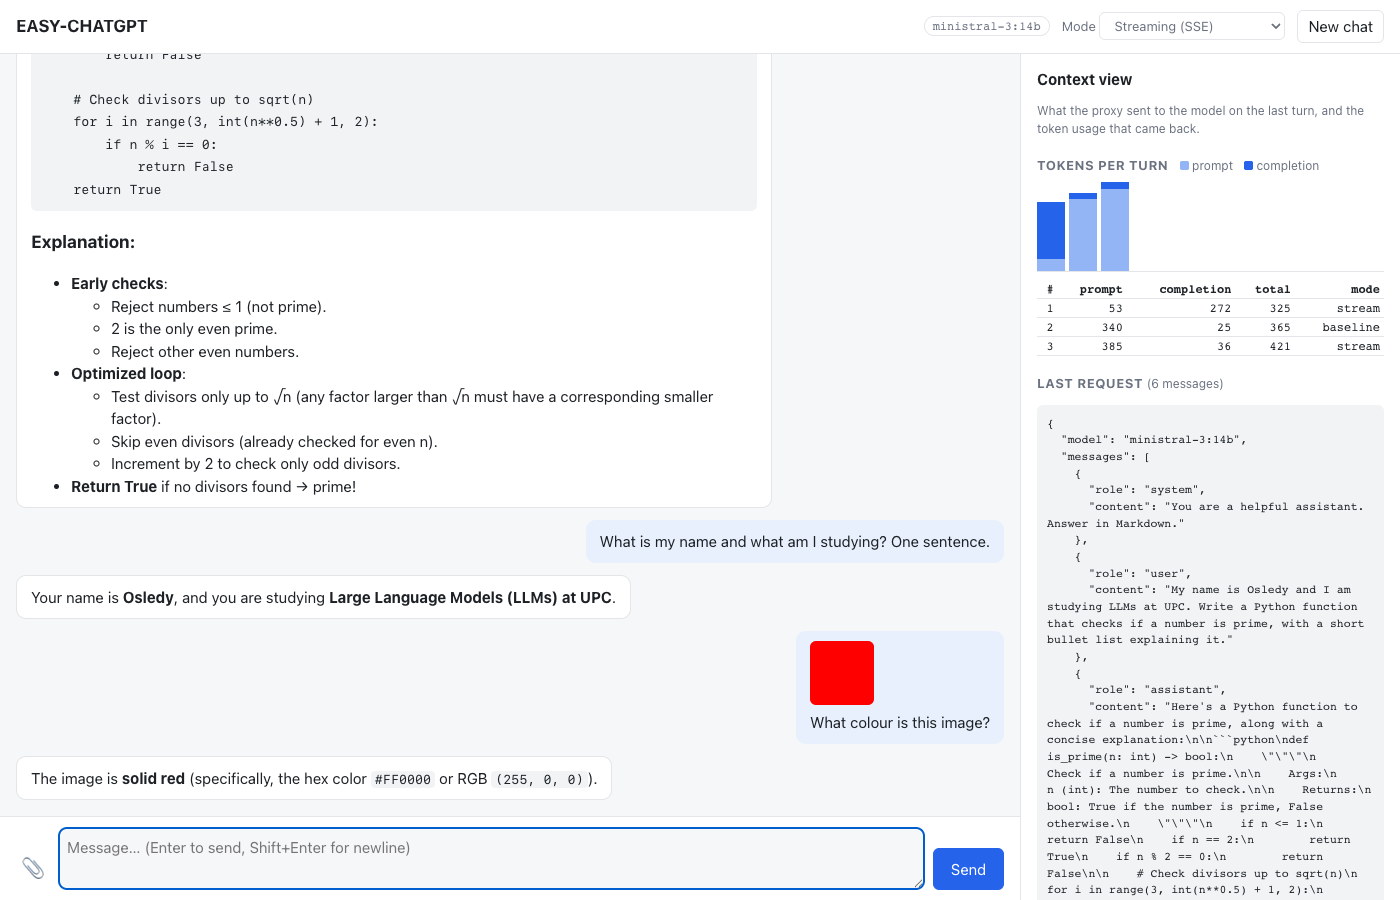 EASY-CHATGPT
ministral-3:14b
Mode
Streaming (SSE)
New chat
return False
# Check divisors up to sqrt(n)
for i in range(3, int(n**0.5) + 1, 2):
if n % i == 0:
return False
return True
Explanation:
Early checks:
Reject numbers ≤ 1 (not prime).
2 is the only even prime.
Reject other even numbers.
Optimized loop:
Test divisors only up to √n (any factor larger than √n must have a corresponding smaller
factor).
Skip even divisors (already checked for even n).
Increment by 2 to check only odd divisors.
Return True if no divisors found → prime!
What is my name and what am I studying? One sentence.
Your name is Osledy, and you are studying Large Language Models (LLMs) at UPC.
What colour is this image?
The image is solid red (specifically, the hex color #FF0000 or RGB (255, 0, 0)).
Message... (Enter to send, Shift+Enter for newline)
Send
Context view
What the proxy sent to the model on the last turn, and the
token usage that came back.
TOKENS PER TURN prompt completion
# prompt completion total mode
1 53 272 325 stream
2 340 25 365 baseline
3 385 36 421 stream
LAST REQUEST (6 messages)
{
"model": "ministral-3:14b",
"messages": [
{
"role": "system",
"content": "You are a helpful assistant.
Answer in Markdown."
},
{
"role": "user",
"content": "My name is Osledy and I am
studying LLMs at UPC. Write a Python function
that checks if a number is prime, with a short
bullet list explaining it."
},
{
"role": "assistant",
"content": "Here's a Python function to
check if a number is prime, along with a
concise explanation:\n\n```python\ndef
is_prime(n: int) -> bool:\n    \"\"\"\n
Check if a number is prime.\n\n    Args:\n
n (int): The number to check.\n\n    Returns:\n
bool: True if the number is prime, False
otherwise.\n    \"\"\"\n    if n <= 1:\n
return False\n    if n == 2:\n        return
True\n    if n % 2 == 0:\n        return
False\n\n    # Check divisors up to sqrt(n)\n
for i in range(3, int(n**0.5) + 1, 2):\n